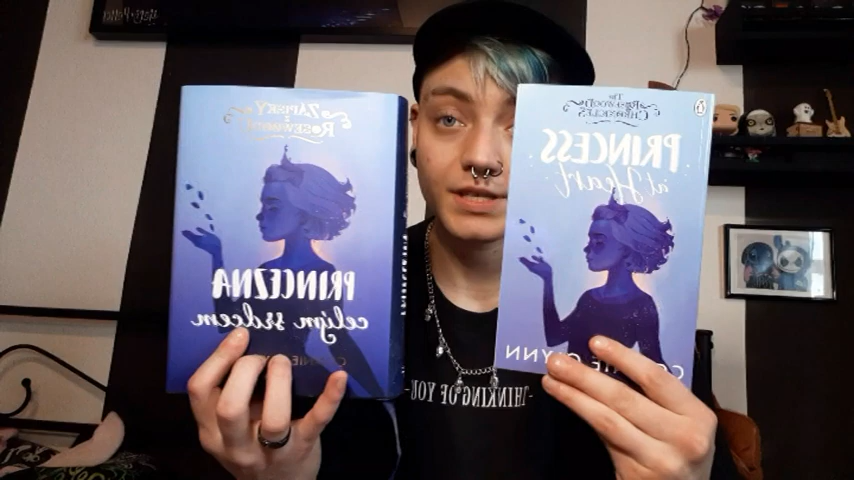 ZÁPISKY
Z
ROSEWOODU
PRINCEZNA
celým srdcem
The
ROSEWOOD
CHRONICLES
PRINCESS
at Heart
GLYNN
THINKING OF YOU